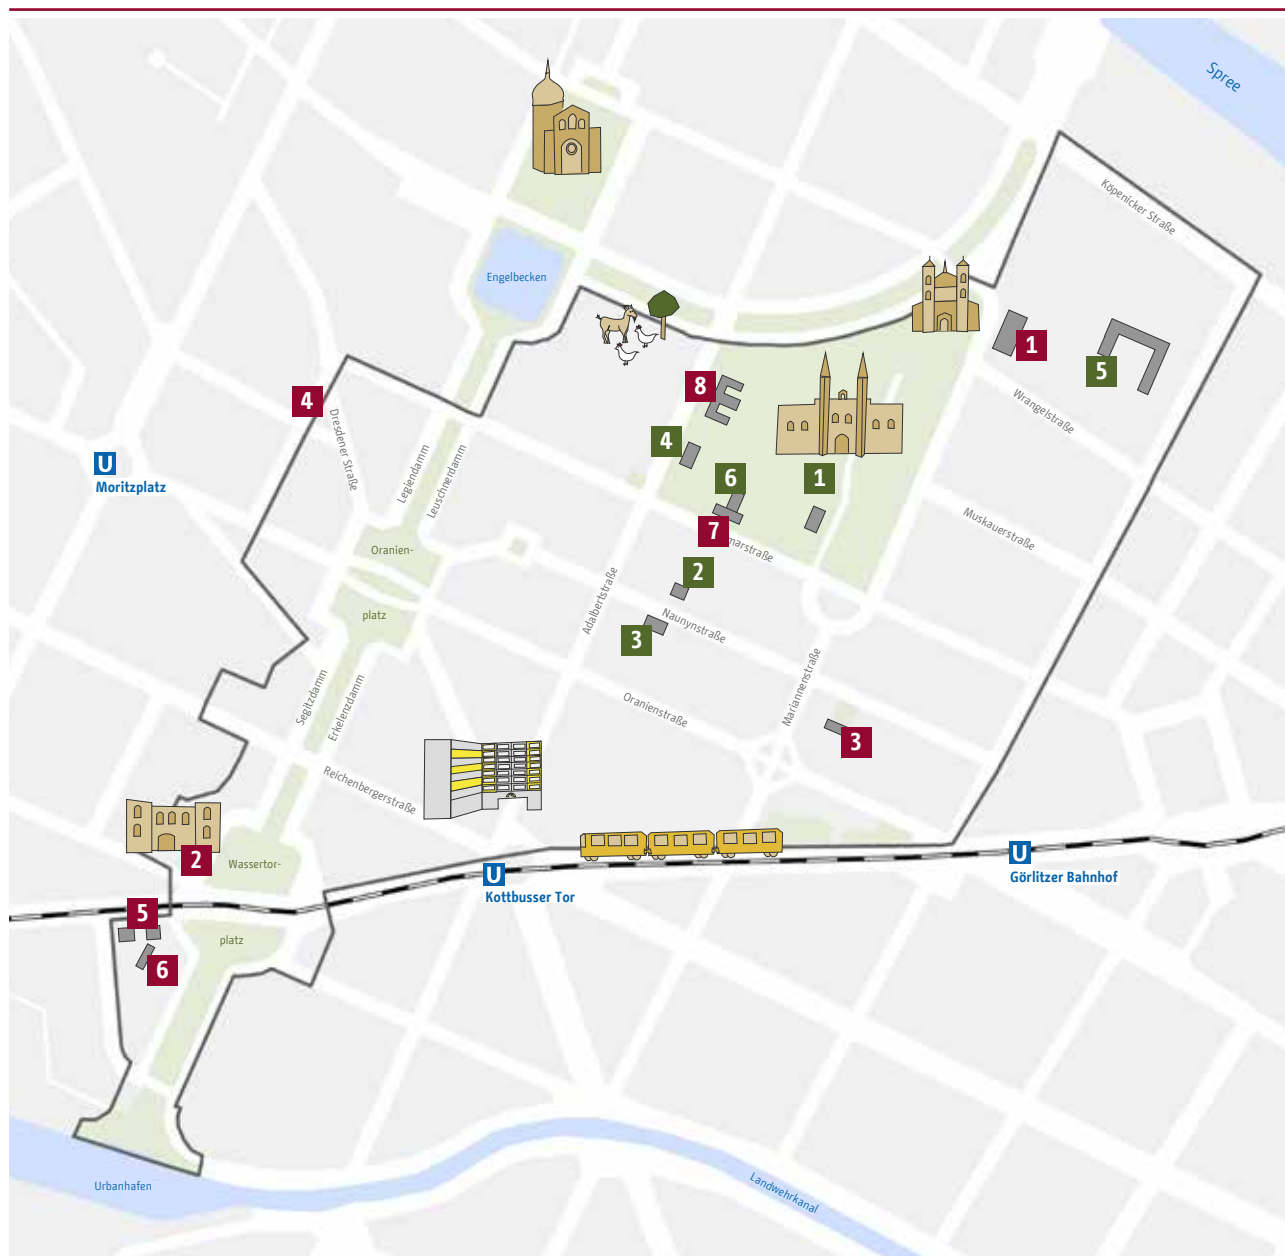 Spree
Köpenicker Straße
Engelbecken
1
5
8
4
Wrangelstraße
Dresdener Straße
4
U
Moritzplatz
Legiendamm
Leuschnerdamm
6
1
7
marstraße
Muskauerstraße
Oranien-
platz
2
Adalbertstraße
3
Naunynstraße
Mariannenstraße
Segitzdamm
Erkelenzdamm
Oranienstraße
3
Reichenbergerstraße
2
Wassertor-
platz
U
Kottbusser Tor
U
Görlitzer Bahnhof
5
6
Urbanhafen
Landwehrkanal